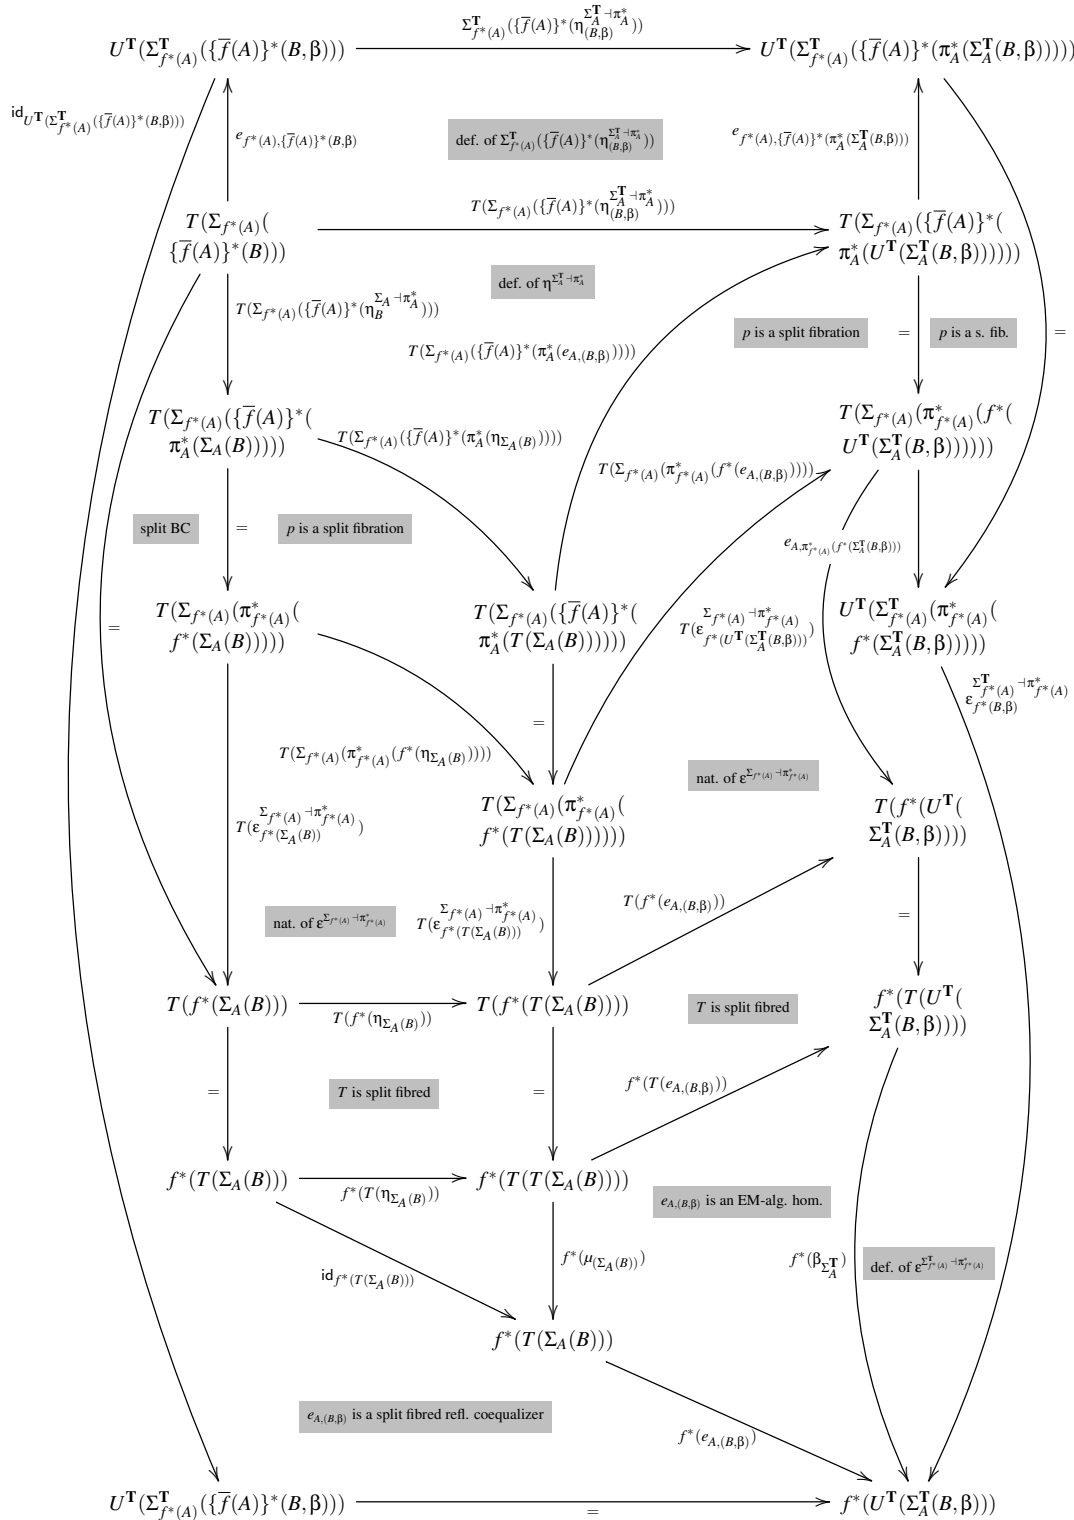 Σ^𝐓_{f*(A)}({f̅(A)}*(η^{Σ^𝐓_A ⊣ π*_A}_{(B,β)}))
U^𝐓(Σ^𝐓_{f*(A)}({f̅(A)}*(B,β)))
U^𝐓(Σ^𝐓_{f*(A)}({f̅(A)}*(π*_A(Σ^𝐓_A(B,β)))))
id_{U^𝐓(Σ^𝐓_{f*(A)}({f̅(A)}*(B,β)))}
e_{f*(A),{f̅(A)}*(B,β)}
def. of Σ^𝐓_{f*(A)}({f̅(A)}*(η^{Σ^𝐓_A ⊣ π*_A}_{(B,β)}))
e_{f*(A),{f̅(A)}*(π*_A(Σ^𝐓_A(B,β)))}
T(Σ_{f*(A)}({f̅(A)}*(η^{Σ^𝐓_A ⊣ π*_A}_{(B,β)})))
T(Σ_{f*(A)}(
{f̅(A)}*(B)))
T(Σ_{f*(A)}({f̅(A)}*(
π*_A(U^𝐓(Σ^𝐓_A(B,β))))))
def. of η^{Σ^𝐓_A ⊣ π*_A}
T(Σ_{f*(A)}({f̅(A)}*(η^{Σ_A ⊣ π*_A}_B)))
T(Σ_{f*(A)}({f̅(A)}*(π*_A(e_{A,(B,β)}))))
p is a split fibration
=
p is a s. fib.
=
T(Σ_{f*(A)}({f̅(A)}*(
π*_A(Σ_A(B)))))
T(Σ_{f*(A)}({f̅(A)}*(π*_A(η_{Σ_A(B)}))))
T(Σ_{f*(A)}(π*_{f*(A)}(f*(
U^𝐓(Σ^𝐓_A(B,β))))))
T(Σ_{f*(A)}(π*_{f*(A)}(f*(e_{A,(B,β)}))))
split BC
=
p is a split fibration
e_{A,π*_{f*(A)}(f*(Σ^𝐓_A(B,β)))}
T(Σ_{f*(A)}(π*_{f*(A)}(
f*(Σ_A(B)))))
T(Σ_{f*(A)}({f̅(A)}*(
π*_A(T(Σ_A(B))))))
T(ε^{Σ_{f*(A)} ⊣ π*_{f*(A)}}_{f*(U^𝐓(Σ^𝐓_A(B,β)))})
U^𝐓(Σ^𝐓_{f*(A)}(π*_{f*(A)}(
f*(Σ^𝐓_A(B,β)))))
=
ε^{Σ^𝐓_{f*(A)} ⊣ π*_{f*(A)}}_{f*(B,β)}
=
T(Σ_{f*(A)}(π*_{f*(A)}(f*(η_{Σ_A(B)}))))
nat. of ε^{Σ_{f*(A)} ⊣ π*_{f*(A)}}
T(ε^{Σ_{f*(A)} ⊣ π*_{f*(A)}}_{f*(Σ_A(B))})
T(Σ_{f*(A)}(π*_{f*(A)}(
f*(T(Σ_A(B))))))
T(f*(U^𝐓(
Σ^𝐓_A(B,β))))
T(f*(e_{A,(B,β)}))
nat. of ε^{Σ_{f*(A)} ⊣ π*_{f*(A)}}
T(ε^{Σ_{f*(A)} ⊣ π*_{f*(A)}}_{f*(T(Σ_A(B)))})
=
T(f*(Σ_A(B)))
T(f*(η_{Σ_A(B)}))
T(f*(T(Σ_A(B))))
T is split fibred
f*(T(U^𝐓(
Σ^𝐓_A(B,β))))
=
T is split fibred
=
f*(T(e_{A,(B,β)}))
f*(T(Σ_A(B)))
f*(T(η_{Σ_A(B)}))
f*(T(T(Σ_A(B))))
e_{A,(B,β)} is an EM-alg. hom.
id_{f*(T(Σ_A(B)))}
f*(μ_{(Σ_A(B))})
f*(β_{Σ^𝐓_A})
def. of ε^{Σ^𝐓_{f*(A)} ⊣ π*_{f*(A)}}
f*(T(Σ_A(B)))
e_{A,(B,β)} is a split fibred refl. coequalizer
f*(e_{A,(B,β)})
U^𝐓(Σ^𝐓_{f*(A)}({f̅(A)}*(B,β)))
=
f*(U^𝐓(Σ^𝐓_A(B,β)))